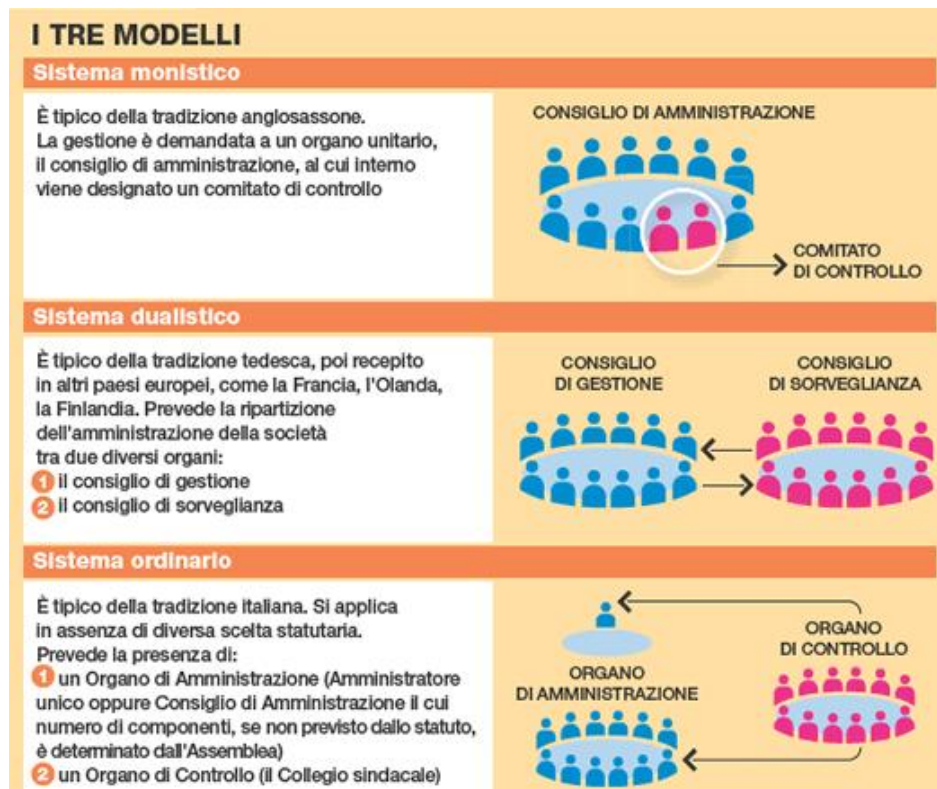 I TRE MODELLI
Sistema monistico
È tipico della tradizione anglosassone.
La gestione è demandata a un organo unitario,
il consiglio di amministrazione, al cui interno
viene designato un comitato di controllo
CONSIGLIO DI AMMINISTRAZIONE
COMITATO
DI CONTROLLO
Sistema dualistico
È tipico della tradizione tedesca, poi recepito
in altri paesi europei, come la Francia, l'Olanda,
la Finlandia. Prevede la ripartizione
dell'amministrazione della società
tra due diversi organi:
1 il consiglio di gestione
2 il consiglio di sorveglianza
CONSIGLIO
DI GESTIONE
CONSIGLIO
DI SORVEGLIANZA
Sistema ordinario
È tipico della tradizione italiana. Si applica
in assenza di diversa scelta statutaria.
Prevede la presenza di:
1 un Organo di Amministrazione (Amministratore
unico oppure Consiglio di Amministrazione il cui
numero di componenti, se non previsto dallo statuto,
è determinato dall'Assemblea)
2 un Organo di Controllo (il Collegio sindacale)
ORGANO
DI AMMINISTRAZIONE
ORGANO
DI CONTROLLO